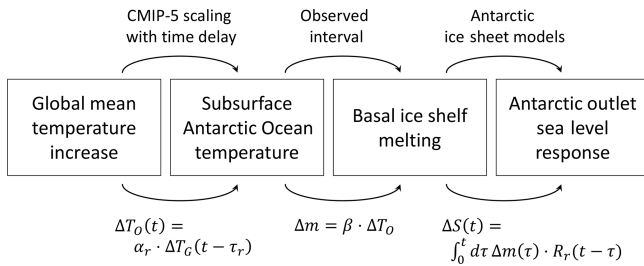 CMIP-5 scaling
with time delay
Observed
interval
Antarctic
ice sheet models
Global mean
temperature
increase
Subsurface
Antarctic Ocean
temperature
Basal ice shelf
melting
Antarctic outlet
sea level
response
ΔT_O(t) =
α_r · ΔT_G(t − τ_r)
Δm = β · ΔT_O
ΔS(t) =
∫_0^t dτ Δm(τ) · R_r(t − τ)